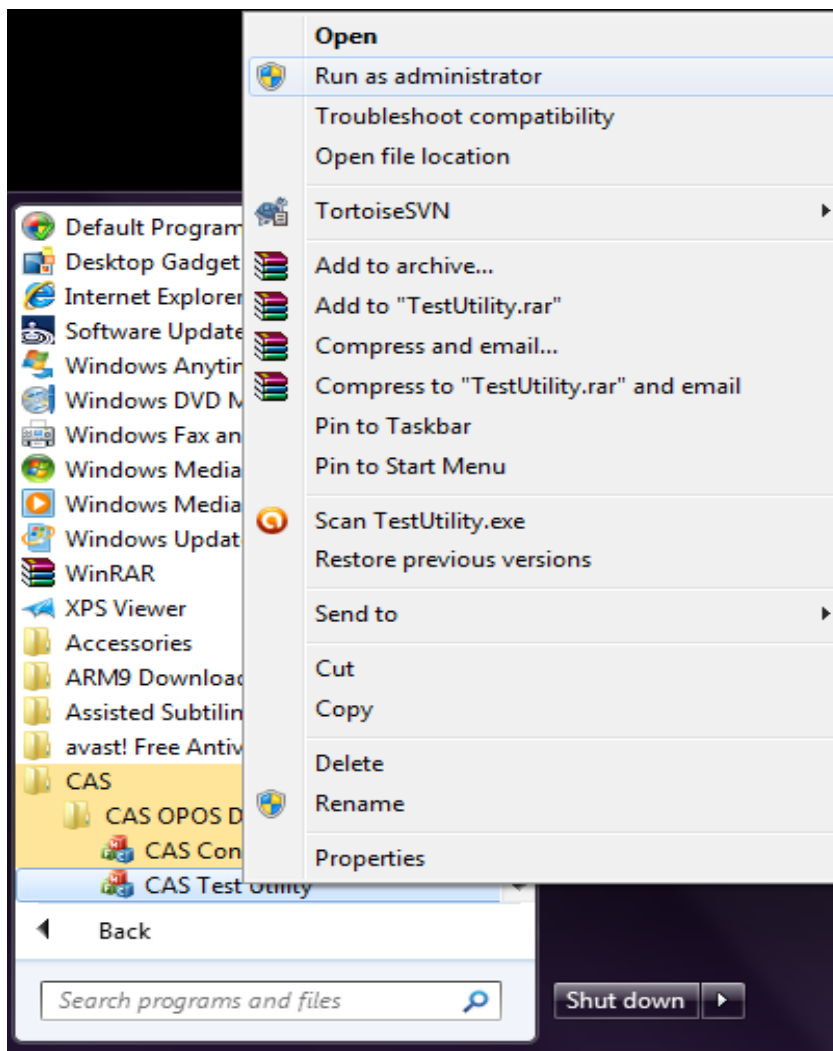 Open
Run as administrator
Troubleshoot compatibility
Open file location
TortoiseSVN
Add to archive...
Add to "TestUtility.rar"
Compress and email...
Compress to "TestUtility.rar" and email
Pin to Taskbar
Pin to Start Menu
Scan TestUtility.exe
Restore previous versions
Send to
Cut
Copy
Delete
Rename
Properties
Default Program
Desktop Gadget
Internet Explorer
Software Update
Windows Anytin
Windows DVD M
Windows Fax an
Windows Media
Windows Media
Windows Updat
WinRAR
XPS Viewer
Accessories
ARM9 Download
Assisted Subtilin
avast! Free Antiv
CAS
CAS OPOS D
CAS Con
CAS Test Utility
Back
Search programs and files
Shut down